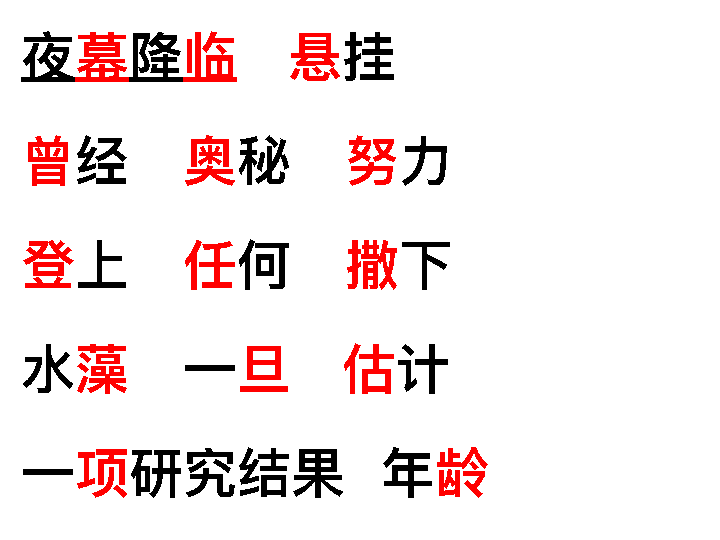 夜幕降临 悬挂
曾经 奥秘 努力
登上 任何 撒下
水藻 一旦 估计
一项研究结果 年龄